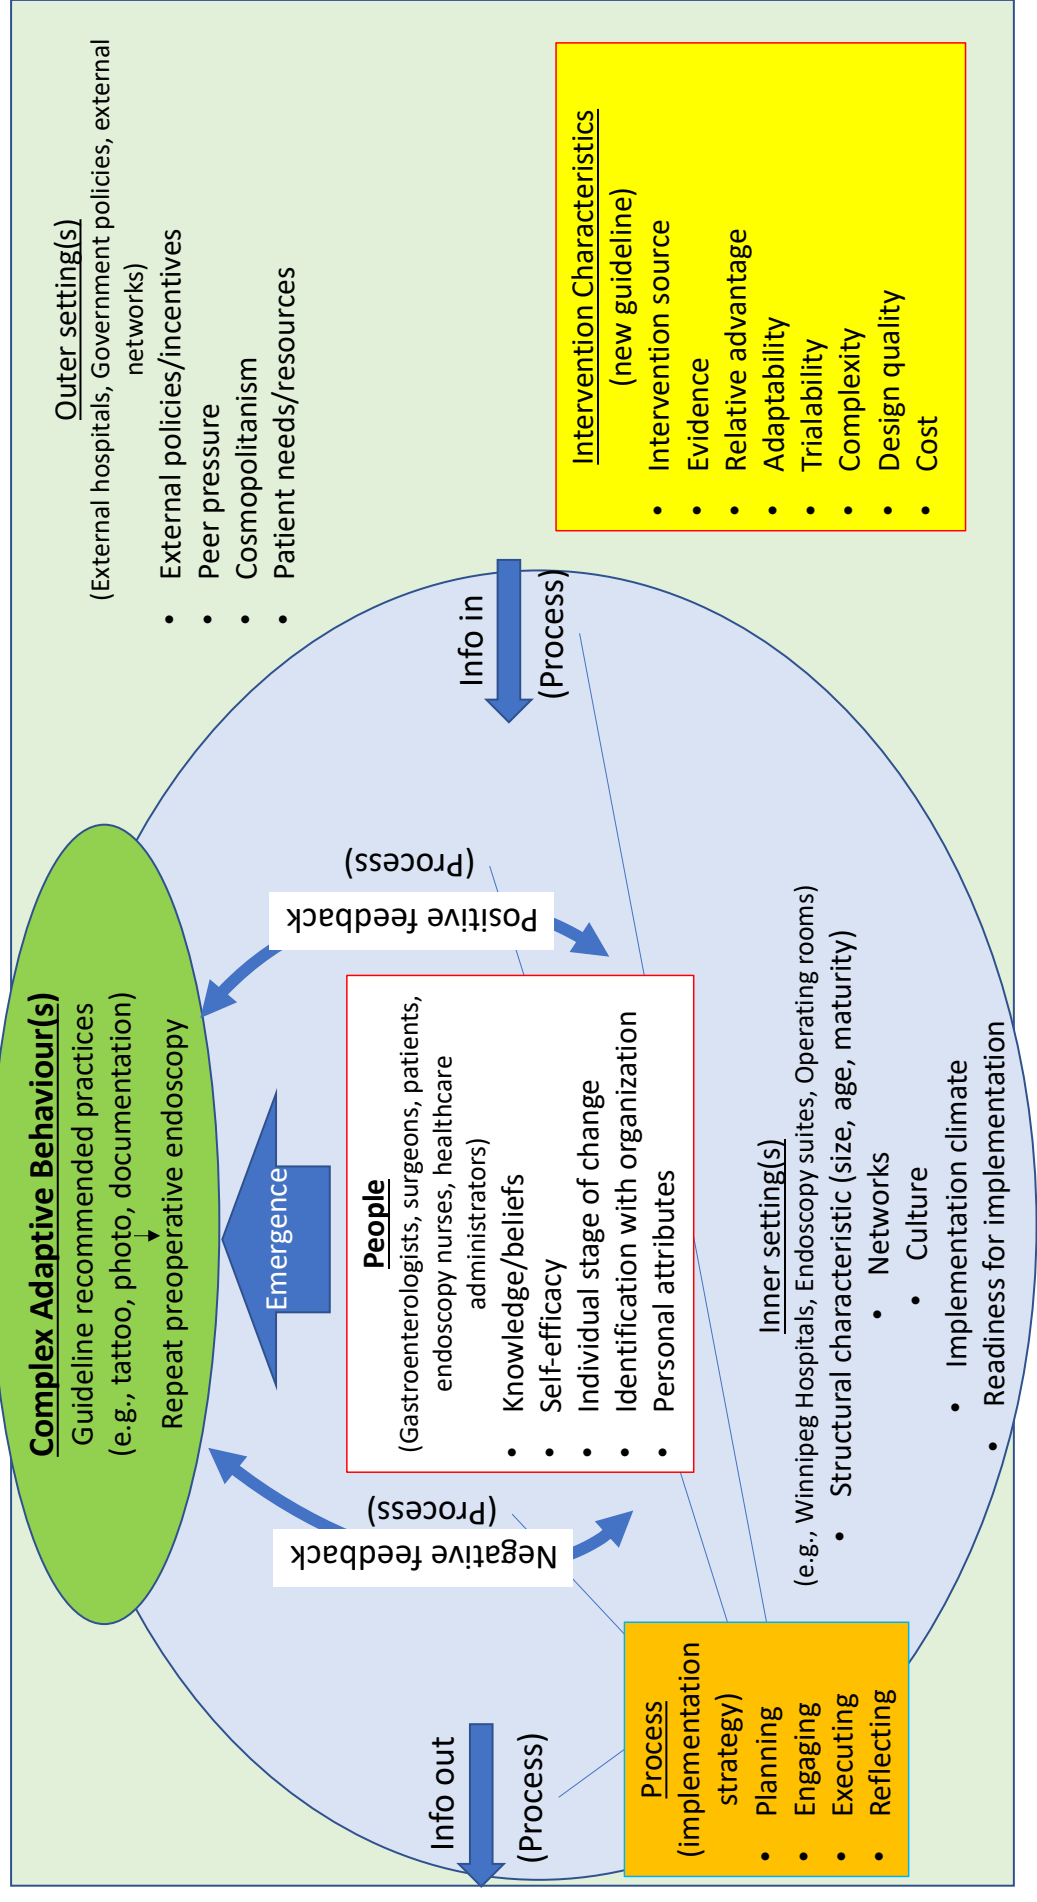 Complex Adaptive Behaviour(s)
Guideline recommended practices
(e.g., tattoo, photo, documentation)
Repeat preoperative endoscopy
Outer setting(s)
(External hospitals, Government policies, external
networks)
• External policies/incentives
• Peer pressure
• Cosmopolitanism
• Patient needs/resources
Emergence
Negative feedback
(Process)
Positive feedback
(Process)
People
(Gastroenterologists, surgeons, patients,
endoscopy nurses, healthcare
administrators)
• Knowledge/beliefs
• Self-efficacy
• Individual stage of change
• Identification with organization
• Personal attributes
Info out
(Process)
Info in
(Process)
Process
(implementation
strategy)
• Planning
• Engaging
• Executing
• Reflecting
Inner setting(s)
(e.g., Winnipeg Hospitals, Endoscopy suites, Operating rooms)
• Structural characteristic (size, age, maturity)
• Networks
• Culture
• Implementation climate
• Readiness for implementation
Intervention Characteristics
(new guideline)
• Intervention source
• Evidence
• Relative advantage
• Adaptability
• Trialability
• Complexity
• Design quality
• Cost